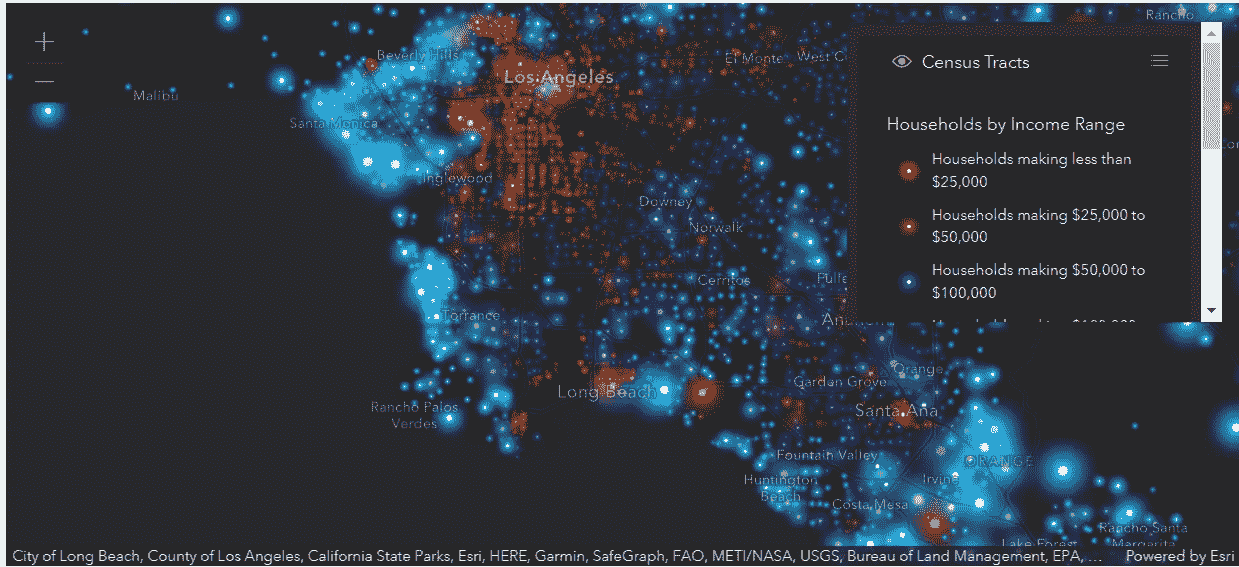 Rancho
Beverly Hills
Los Angeles
El Monte
West C
Malibu
Santa Monica
Inglewood
Downey
Norwalk
Cerritos
Torrance
Long Beach
Rancho Palos
Verdes
Garden Grove
Orange
Santa Ana
Fountain Valley
ORANGE
Huntington
Beach
Irvine
Costa Mesa
Rancho Santa
Margarita
Lake Forest
Census Tracts
Households by Income Range
Households making less than
$25,000
Households making $25,000 to
$50,000
Households making $50,000 to
$100,000
City of Long Beach, County of Los Angeles, California State Parks, Esri, HERE, Garmin, SafeGraph, FAO, METI/NASA, USGS, Bureau of Land Management, EPA, ...
Powered by Esri